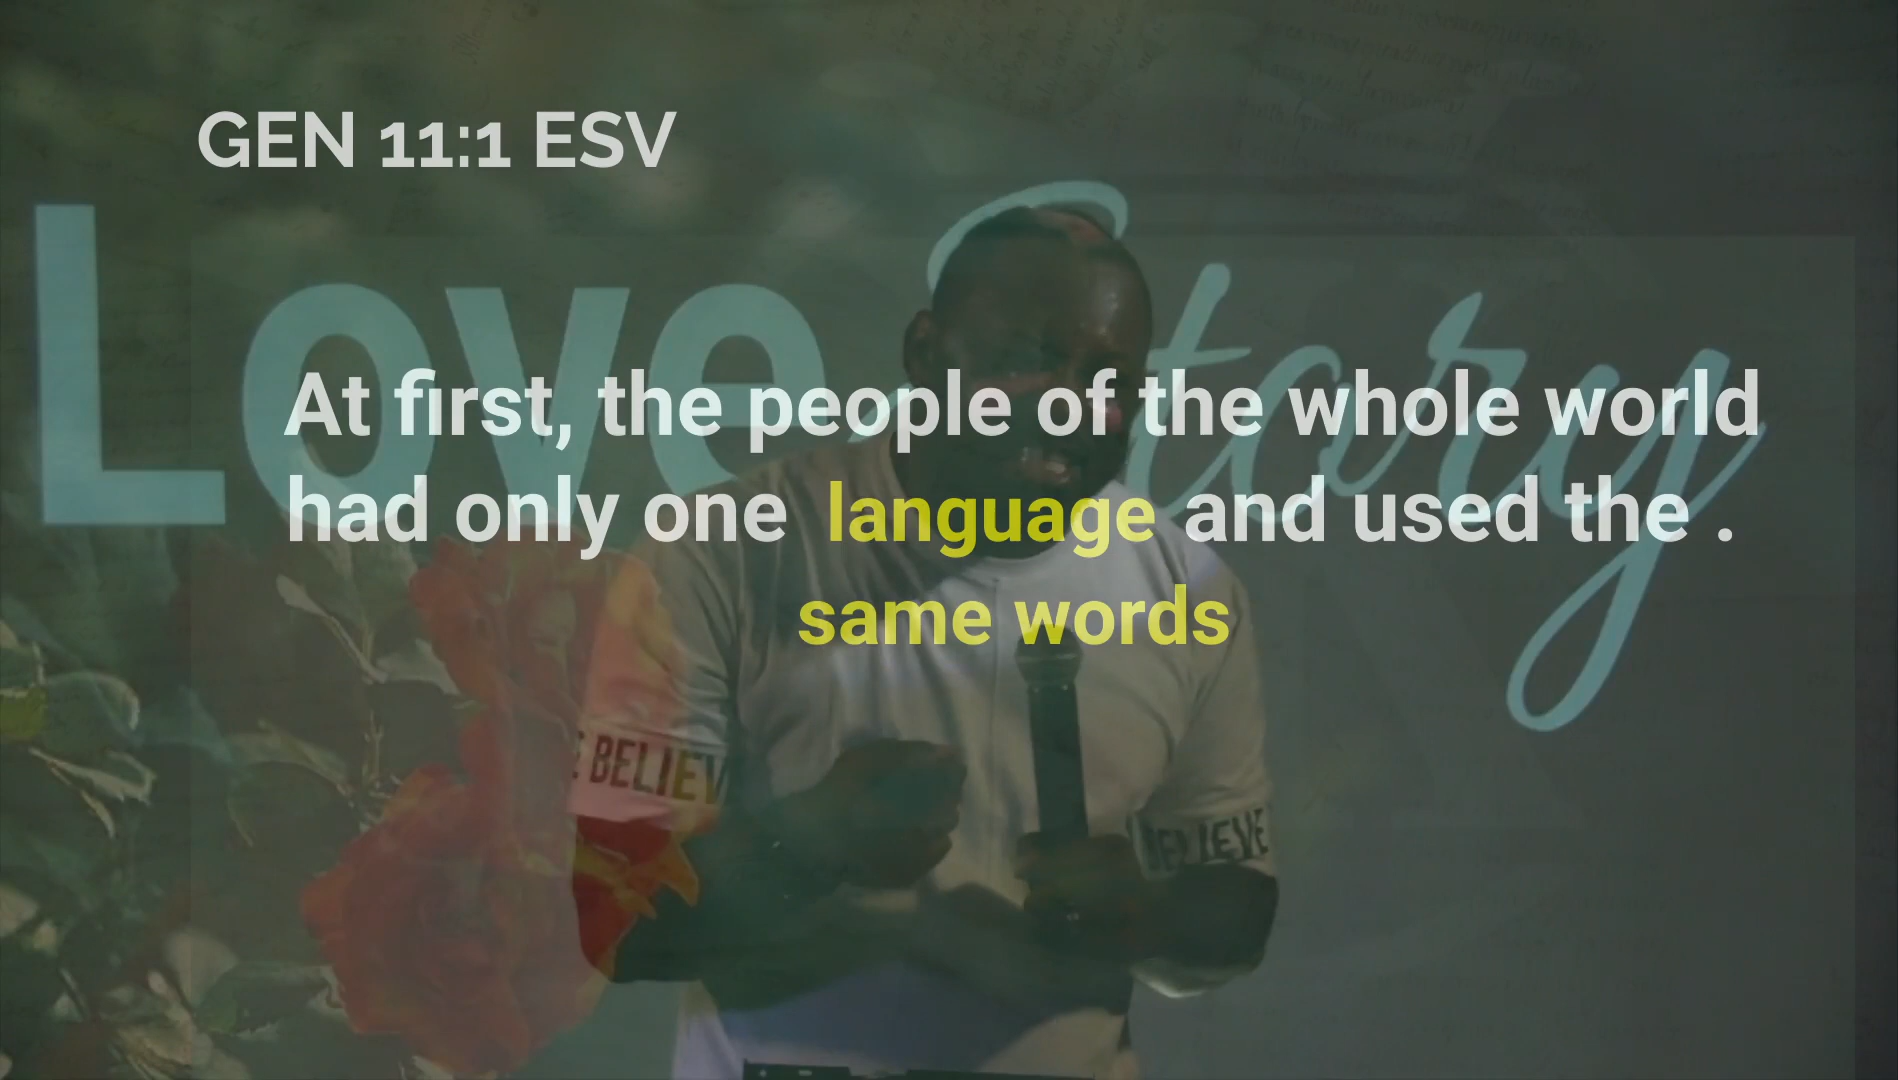 GEN 11:1 ESV
Love Story
At first, the people of the whole world
had only one language and used the .
same words
E BELIEV
BELIEVE